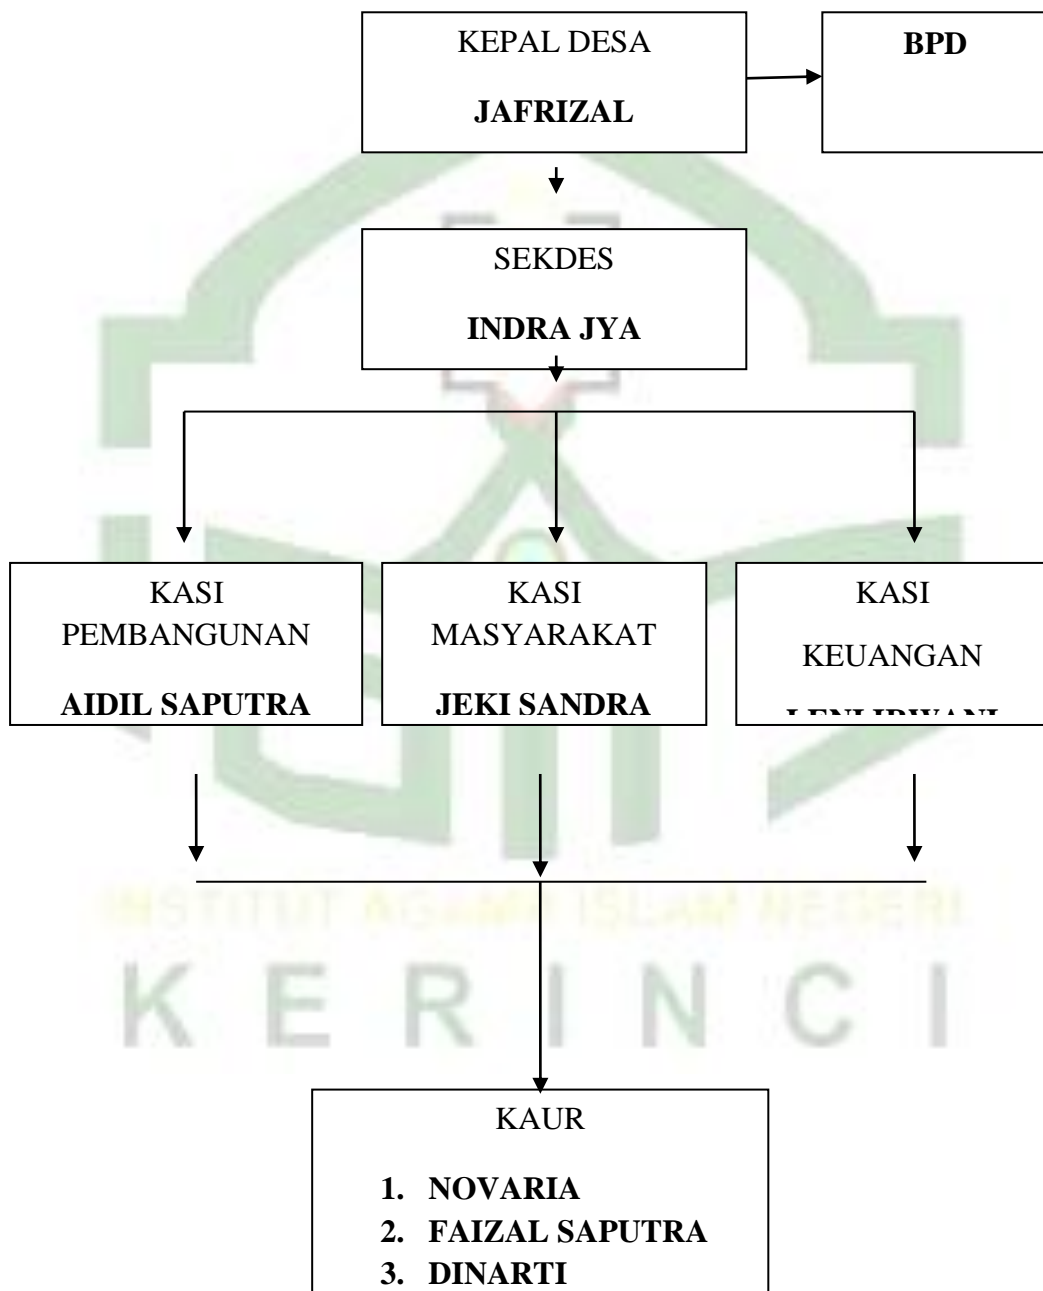 KEPAL DESA
JAFRIZAL
BPD
SEKDES
INDRA JYA
KASI
PEMBANGUNAN
AIDIL SAPUTRA
KASI
MASYARAKAT
JEKI SANDRA
KASI
KEUANGAN
INSTITUT AGAMA ISLAM NEGERI
KERINCI
KAUR
1. NOVARIA
2. FAIZAL SAPUTRA
3. DINARTI